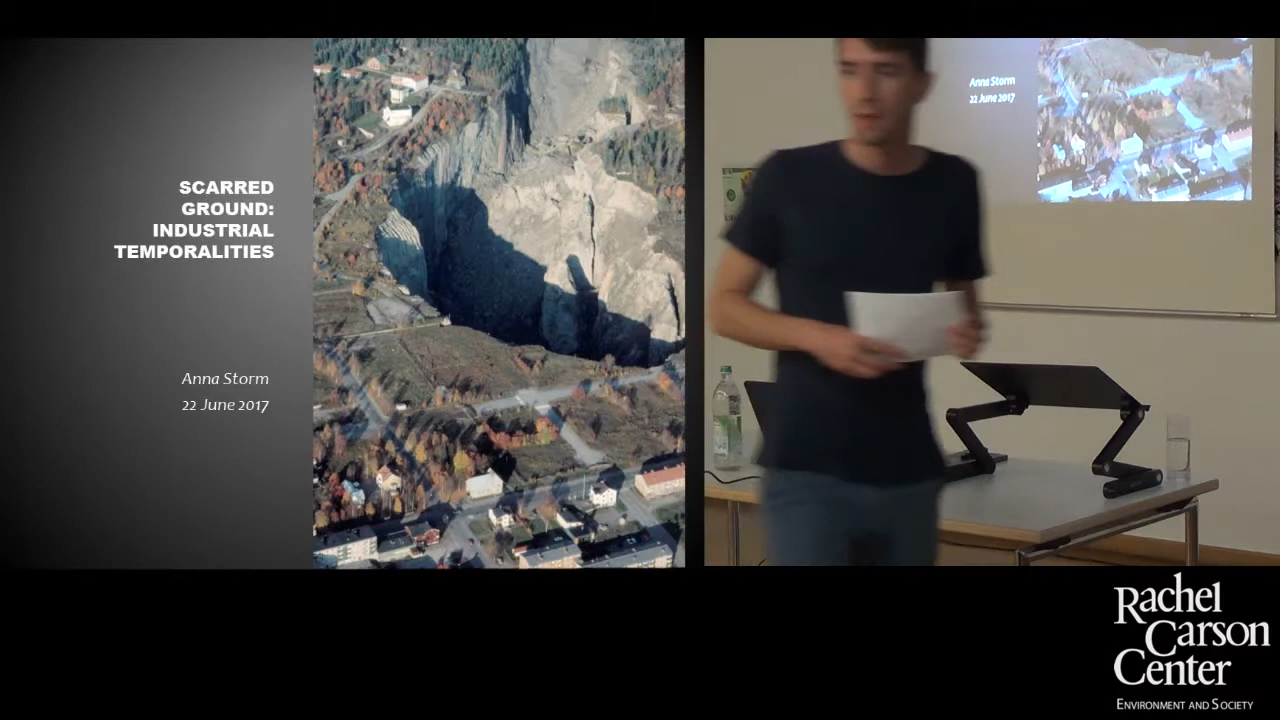 SCARRED
GROUND:
INDUSTRIAL
TEMPORALITIES
Anna Storm
22 June 2017
Anna Storm
22 June 2017
Rachel
Carson
Center
ENVIRONMENT AND SOCIETY